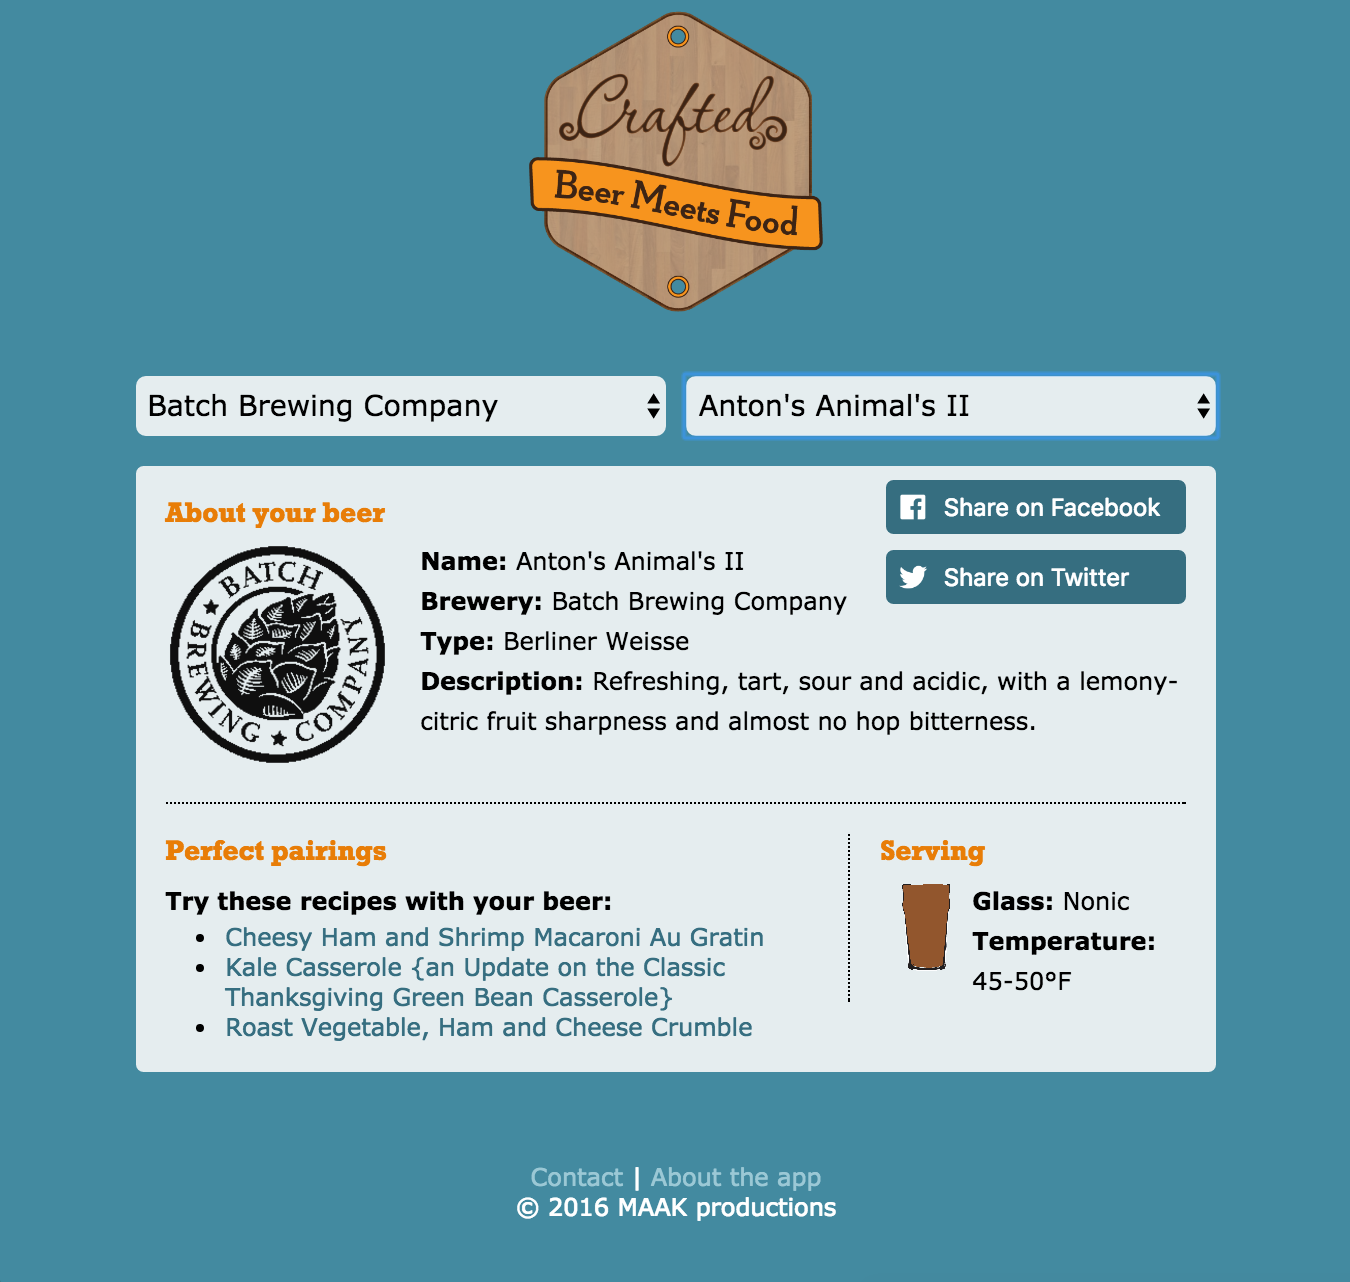 Crafted
Beer Meets Food
Batch Brewing Company
Anton's Animal's II
About your beer
Share on Facebook
Share on Twitter
BATCH BREWING COMPANY
Name: Anton's Animal's II
Brewery: Batch Brewing Company
Type: Berliner Weisse
Description: Refreshing, tart, sour and acidic, with a lemony-
citric fruit sharpness and almost no hop bitterness.
Perfect pairings
Try these recipes with your beer:
Cheesy Ham and Shrimp Macaroni Au Gratin
Kale Casserole {an Update on the Classic
Thanksgiving Green Bean Casserole}
Roast Vegetable, Ham and Cheese Crumble
Serving
Glass: Nonic
Temperature:
45-50°F
Contact | About the app
© 2016 MAAK productions